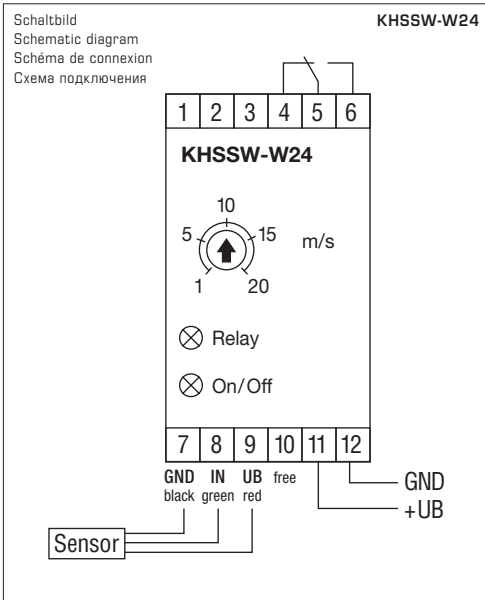 Schaltbild
Schematic diagram
Schéma de connexion
Схема подключения
KHSSW-W24
1 2 3 4 5 6
KHSSW-W24
10
5 15 m/s
1 20
Relay
On/Off
7 8 9 10 11 12
GND IN UB free
black green red
GND
+UB
Sensor